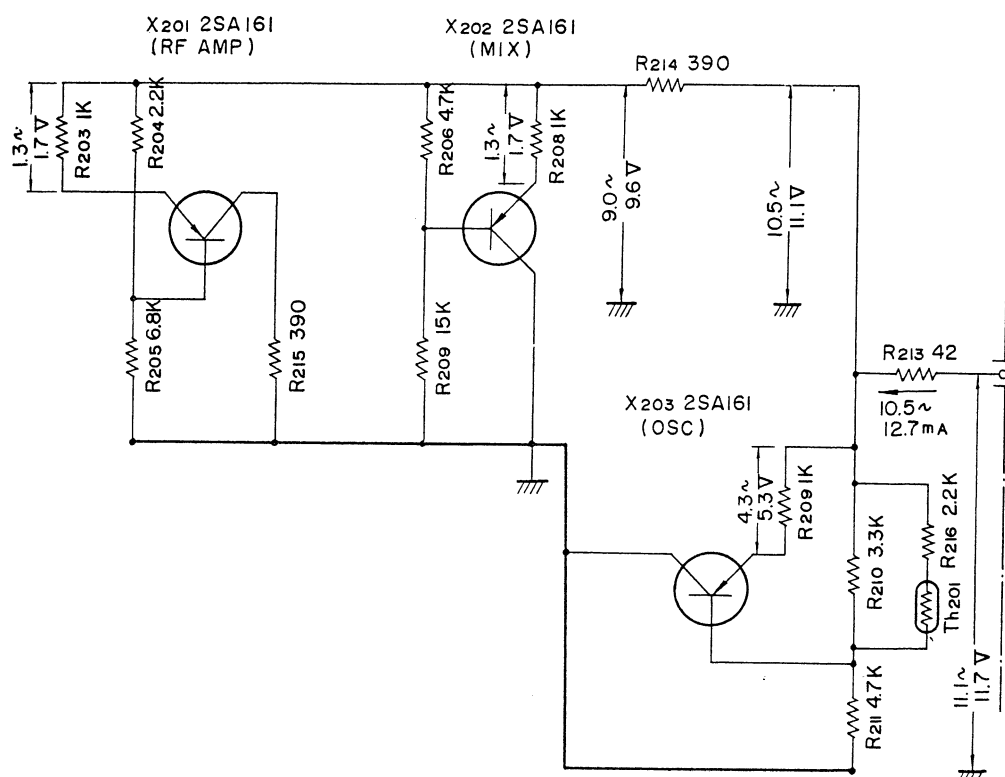 X201 2SA161
(RF AMP)
X202 2SA161
(MIX)
R214 390
1.3~
1.7V
R203 1K
R204 2.2K
R206 4.7K
1.3~
1.7V
R208 1K
9.0~
9.6V
10.5~
11.1V
R205 6.8K
R215 390
R209 15K
R213 42
10.5~
12.7mA
X203 2SA161
(OSC)
4.3~
5.3V
R209 1K
R210 3.3K
R216 2.2K
Th201
R211 4.7K
11.1~
11.7V